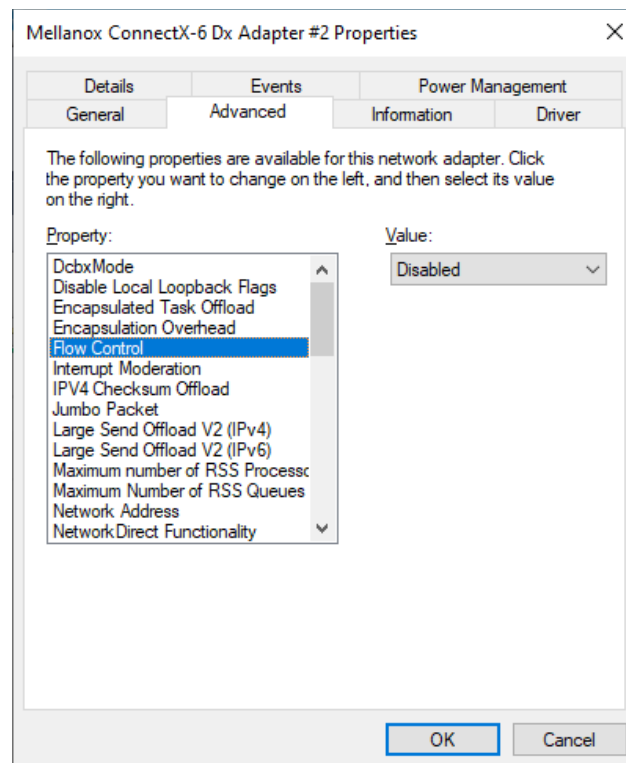 Mellanox ConnectX-6 Dx Adapter #2 Properties
Details Events Power Management
General Advanced Information Driver
The following properties are available for this network adapter. Click
the property you want to change on the left, and then select its value
on the right.
Property: Value:
DcbxMode Disabled
Disable Local Loopback Flags
Encapsulated Task Offload
Encapsulation Overhead
Flow Control
Interrupt Moderation
IPV4 Checksum Offload
Jumbo Packet
Large Send Offload V2 (IPv4)
Large Send Offload V2 (IPv6)
Maximum number of RSS Processo
Maximum Number of RSS Queues
Network Address
NetworkDirect Functionality
OK Cancel